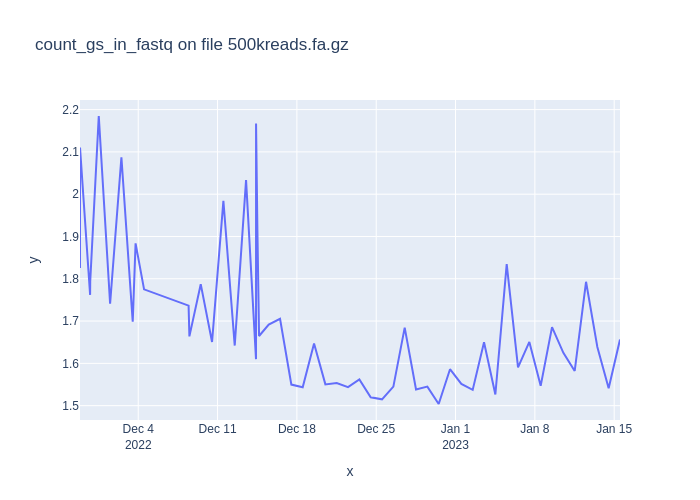 count_gs_in_fastq on file 500kreads.fa.gz
2.2
2.1
2
1.9
1.8
1.7
1.6
1.5
y
Dec 4 Dec 11 Dec 18 Dec 25 Jan 1 Jan 8 Jan 15
2022 2023
x